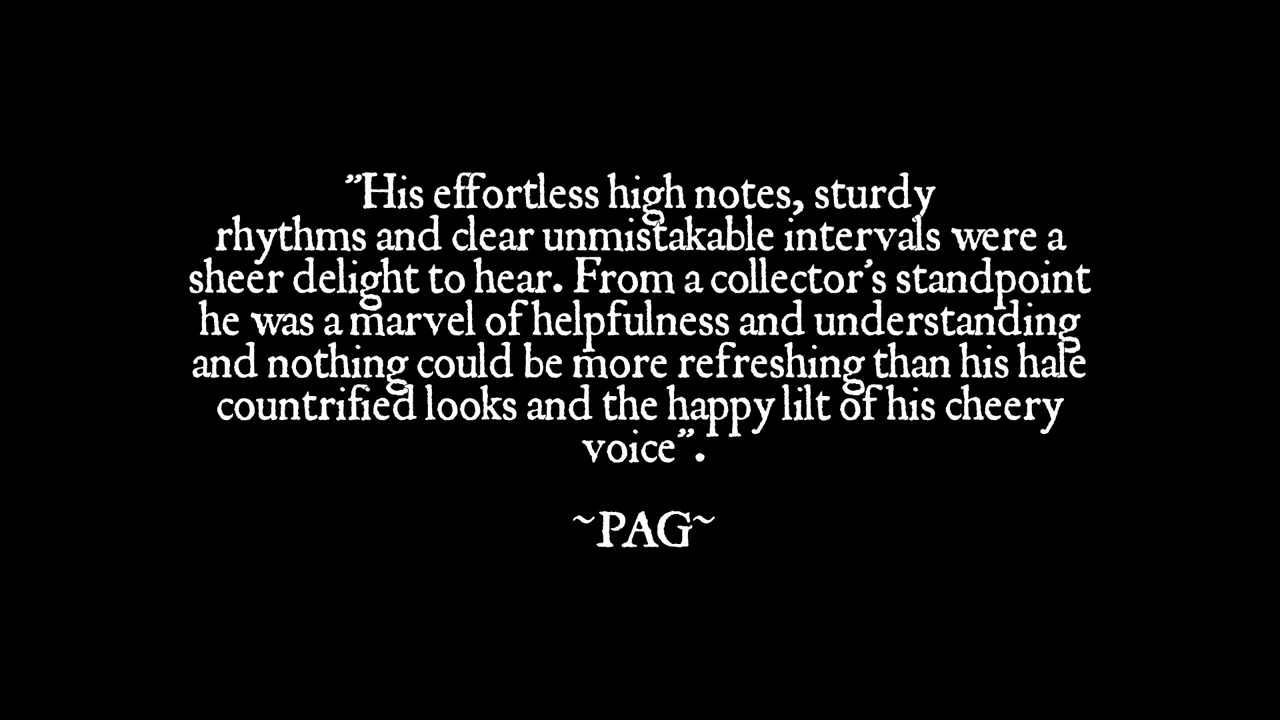 "His effortless high notes, sturdy
rhythms and clear unmistakable intervals were a
sheer delight to hear. From a collector's standpoint
he was a marvel of helpfulness and understanding
and nothing could be more refreshing than his hale
countrified looks and the happy lilt of his cheery
voice".
~PAG~